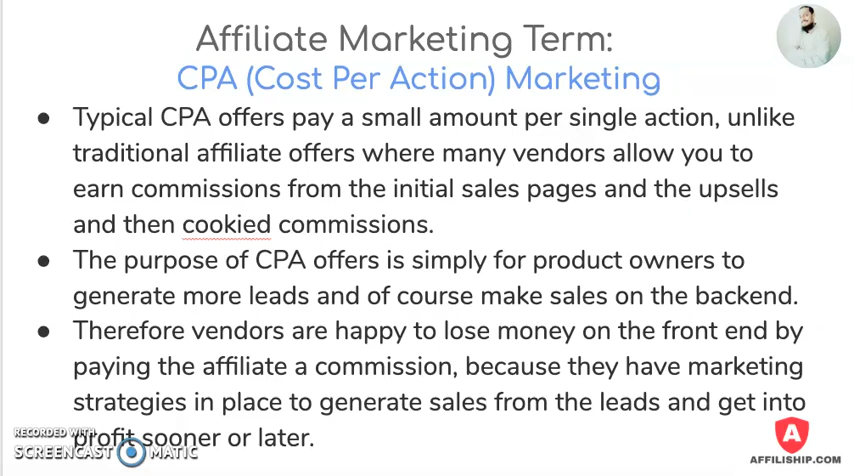 Affiliate Marketing Term:
CPA (Cost Per Action) Marketing
● Typical CPA offers pay a small amount per single action, unlike
traditional affiliate offers where many vendors allow you to
earn commissions from the initial sales pages and the upsells
and then cookied commissions.
● The purpose of CPA offers is simply for product owners to
generate more leads and of course make sales on the backend.
● Therefore vendors are happy to lose money on the front end by
paying the affiliate a commission, because they have marketing
strategies in place to generate sales from the leads and get into
profit sooner or later.
RECORDED WITH
SCREENCAST MATIC
A
AFFILISHIP.COM